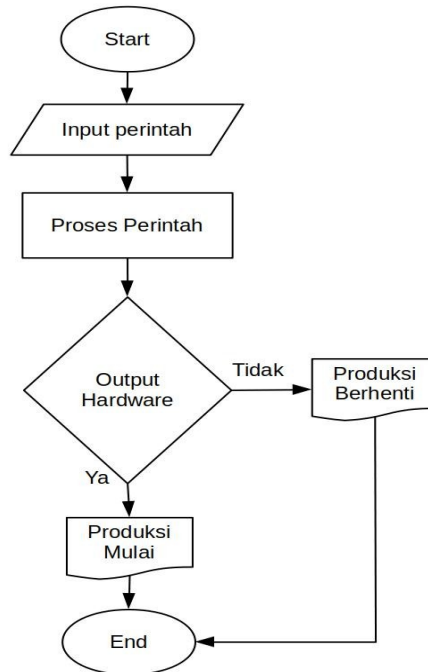 Start
Input perintah
Proses Perintah
Output
Hardware
Tidak
Produksi
Berhenti
Ya
Produksi
Mulai
End